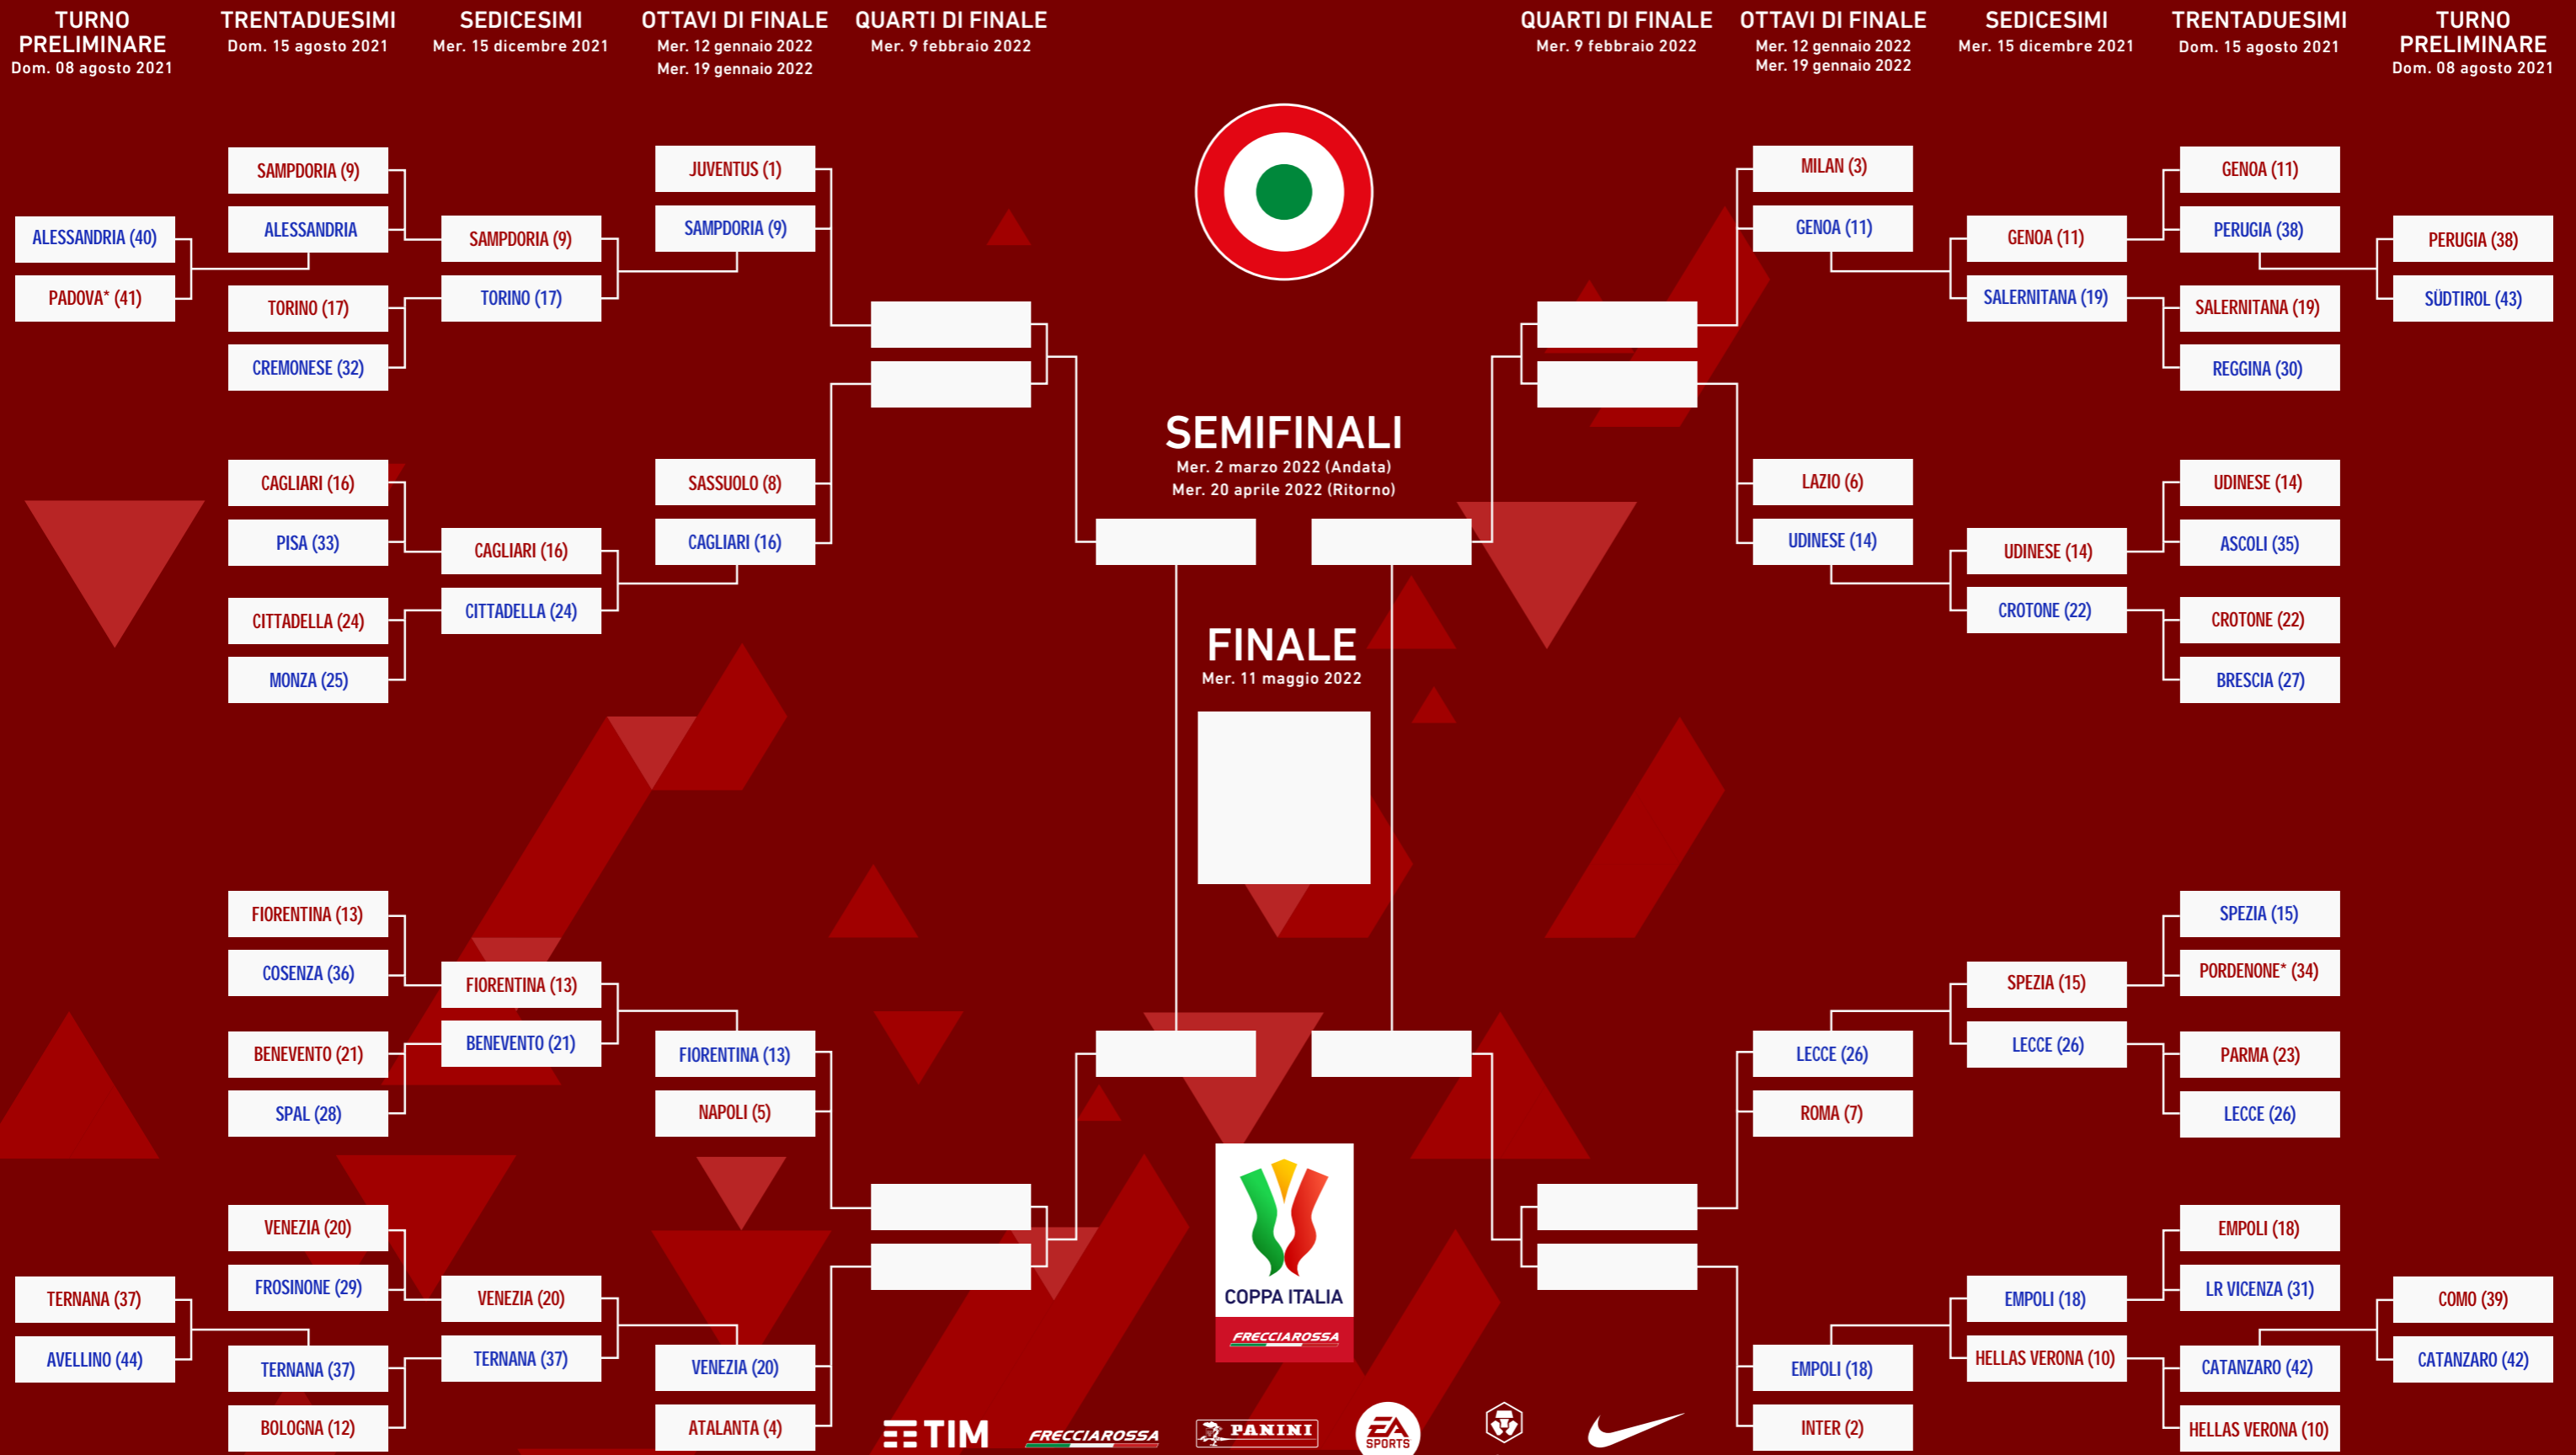 TURNO
PRELIMINARE
Dom. 08 agosto 2021
TRENTADUESIMI
Dom. 15 agosto 2021
SEDICESIMI
Mer. 15 dicembre 2021
OTTAVI DI FINALE
Mer. 12 gennaio 2022
Mer. 19 gennaio 2022
QUARTI DI FINALE
Mer. 9 febbraio 2022
QUARTI DI FINALE
Mer. 9 febbraio 2022
OTTAVI DI FINALE
Mer. 12 gennaio 2022
Mer. 19 gennaio 2022
SEDICESIMI
Mer. 15 dicembre 2021
TRENTADUESIMI
Dom. 15 agosto 2021
TURNO
PRELIMINARE
Dom. 08 agosto 2021
ALESSANDRIA (40)
PADOVA* (41)
TERNANA (37)
AVELLINO (44)
SAMPDORIA (9)
ALESSANDRIA
TORINO (17)
CREMONESE (32)
CAGLIARI (16)
PISA (33)
CITTADELLA (24)
MONZA (25)
FIORENTINA (13)
COSENZA (36)
BENEVENTO (21)
SPAL (28)
VENEZIA (20)
FROSINONE (29)
TERNANA (37)
BOLOGNA (12)
SAMPDORIA (9)
TORINO (17)
CAGLIARI (16)
CITTADELLA (24)
FIORENTINA (13)
BENEVENTO (21)
VENEZIA (20)
TERNANA (37)
JUVENTUS (1)
SAMPDORIA (9)
SASSUOLO (8)
CAGLIARI (16)
FIORENTINA (13)
NAPOLI (5)
VENEZIA (20)
ATALANTA (4)
SEMIFINALI
Mer. 2 marzo 2022 (Andata)
Mer. 20 aprile 2022 (Ritorno)
FINALE
Mer. 11 maggio 2022
COPPA ITALIA
FRECCIAROSSA
MILAN (3)
GENOA (11)
LAZIO (6)
UDINESE (14)
LECCE (26)
ROMA (7)
EMPOLI (18)
INTER (2)
GENOA (11)
SALERNITANA (19)
UDINESE (14)
CROTONE (22)
SPEZIA (15)
LECCE (26)
EMPOLI (18)
HELLAS VERONA (10)
GENOA (11)
PERUGIA (38)
SALERNITANA (19)
REGGINA (30)
UDINESE (14)
ASCOLI (35)
CROTONE (22)
BRESCIA (27)
SPEZIA (15)
PORDENONE* (34)
PARMA (23)
LECCE (26)
EMPOLI (18)
LR VICENZA (31)
CATANZARO (42)
HELLAS VERONA (10)
PERUGIA (38)
SÜDTIROL (43)
COMO (39)
CATANZARO (42)
TIM
FRECCIAROSSA
PANINI
EA
SPORTS